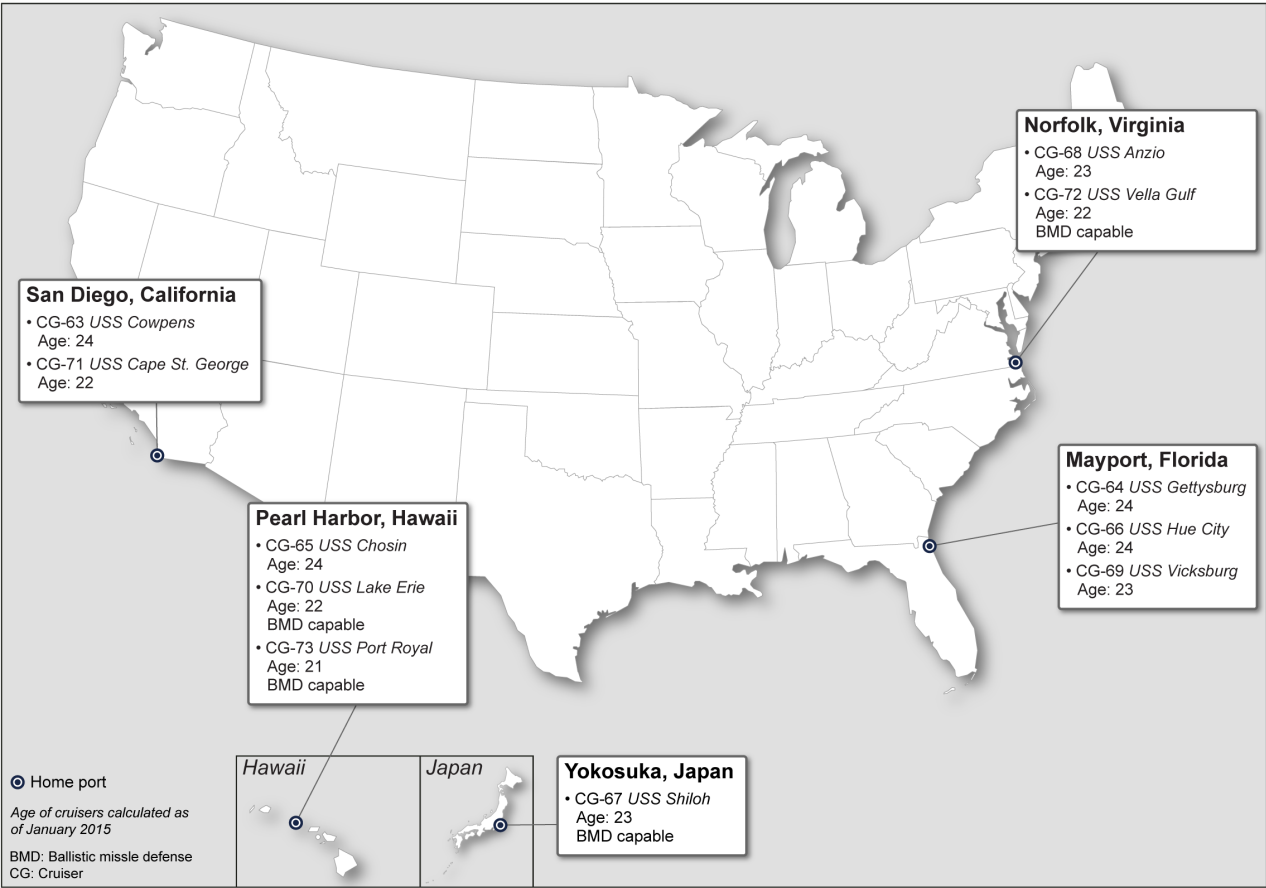 Norfolk, Virginia
• CG-68 USS Anzio
Age: 23
• CG-72 USS Vella Gulf
Age: 22
BMD capable
San Diego, California
• CG-63 USS Cowpens
Age: 24
• CG-71 USS Cape St. George
Age: 22
Mayport, Florida
• CG-64 USS Gettysburg
Age: 24
• CG-66 USS Hue City
Age: 24
• CG-69 USS Vicksburg
Age: 23
Pearl Harbor, Hawaii
• CG-65 USS Chosin
Age: 24
• CG-70 USS Lake Erie
Age: 22
BMD capable
• CG-73 USS Port Royal
Age: 21
BMD capable
Hawaii
Japan
Yokosuka, Japan
• CG-67 USS Shiloh
Age: 23
BMD capable
Home port
Age of cruisers calculated as
of January 2015
BMD: Ballistic missle defense
CG: Cruiser